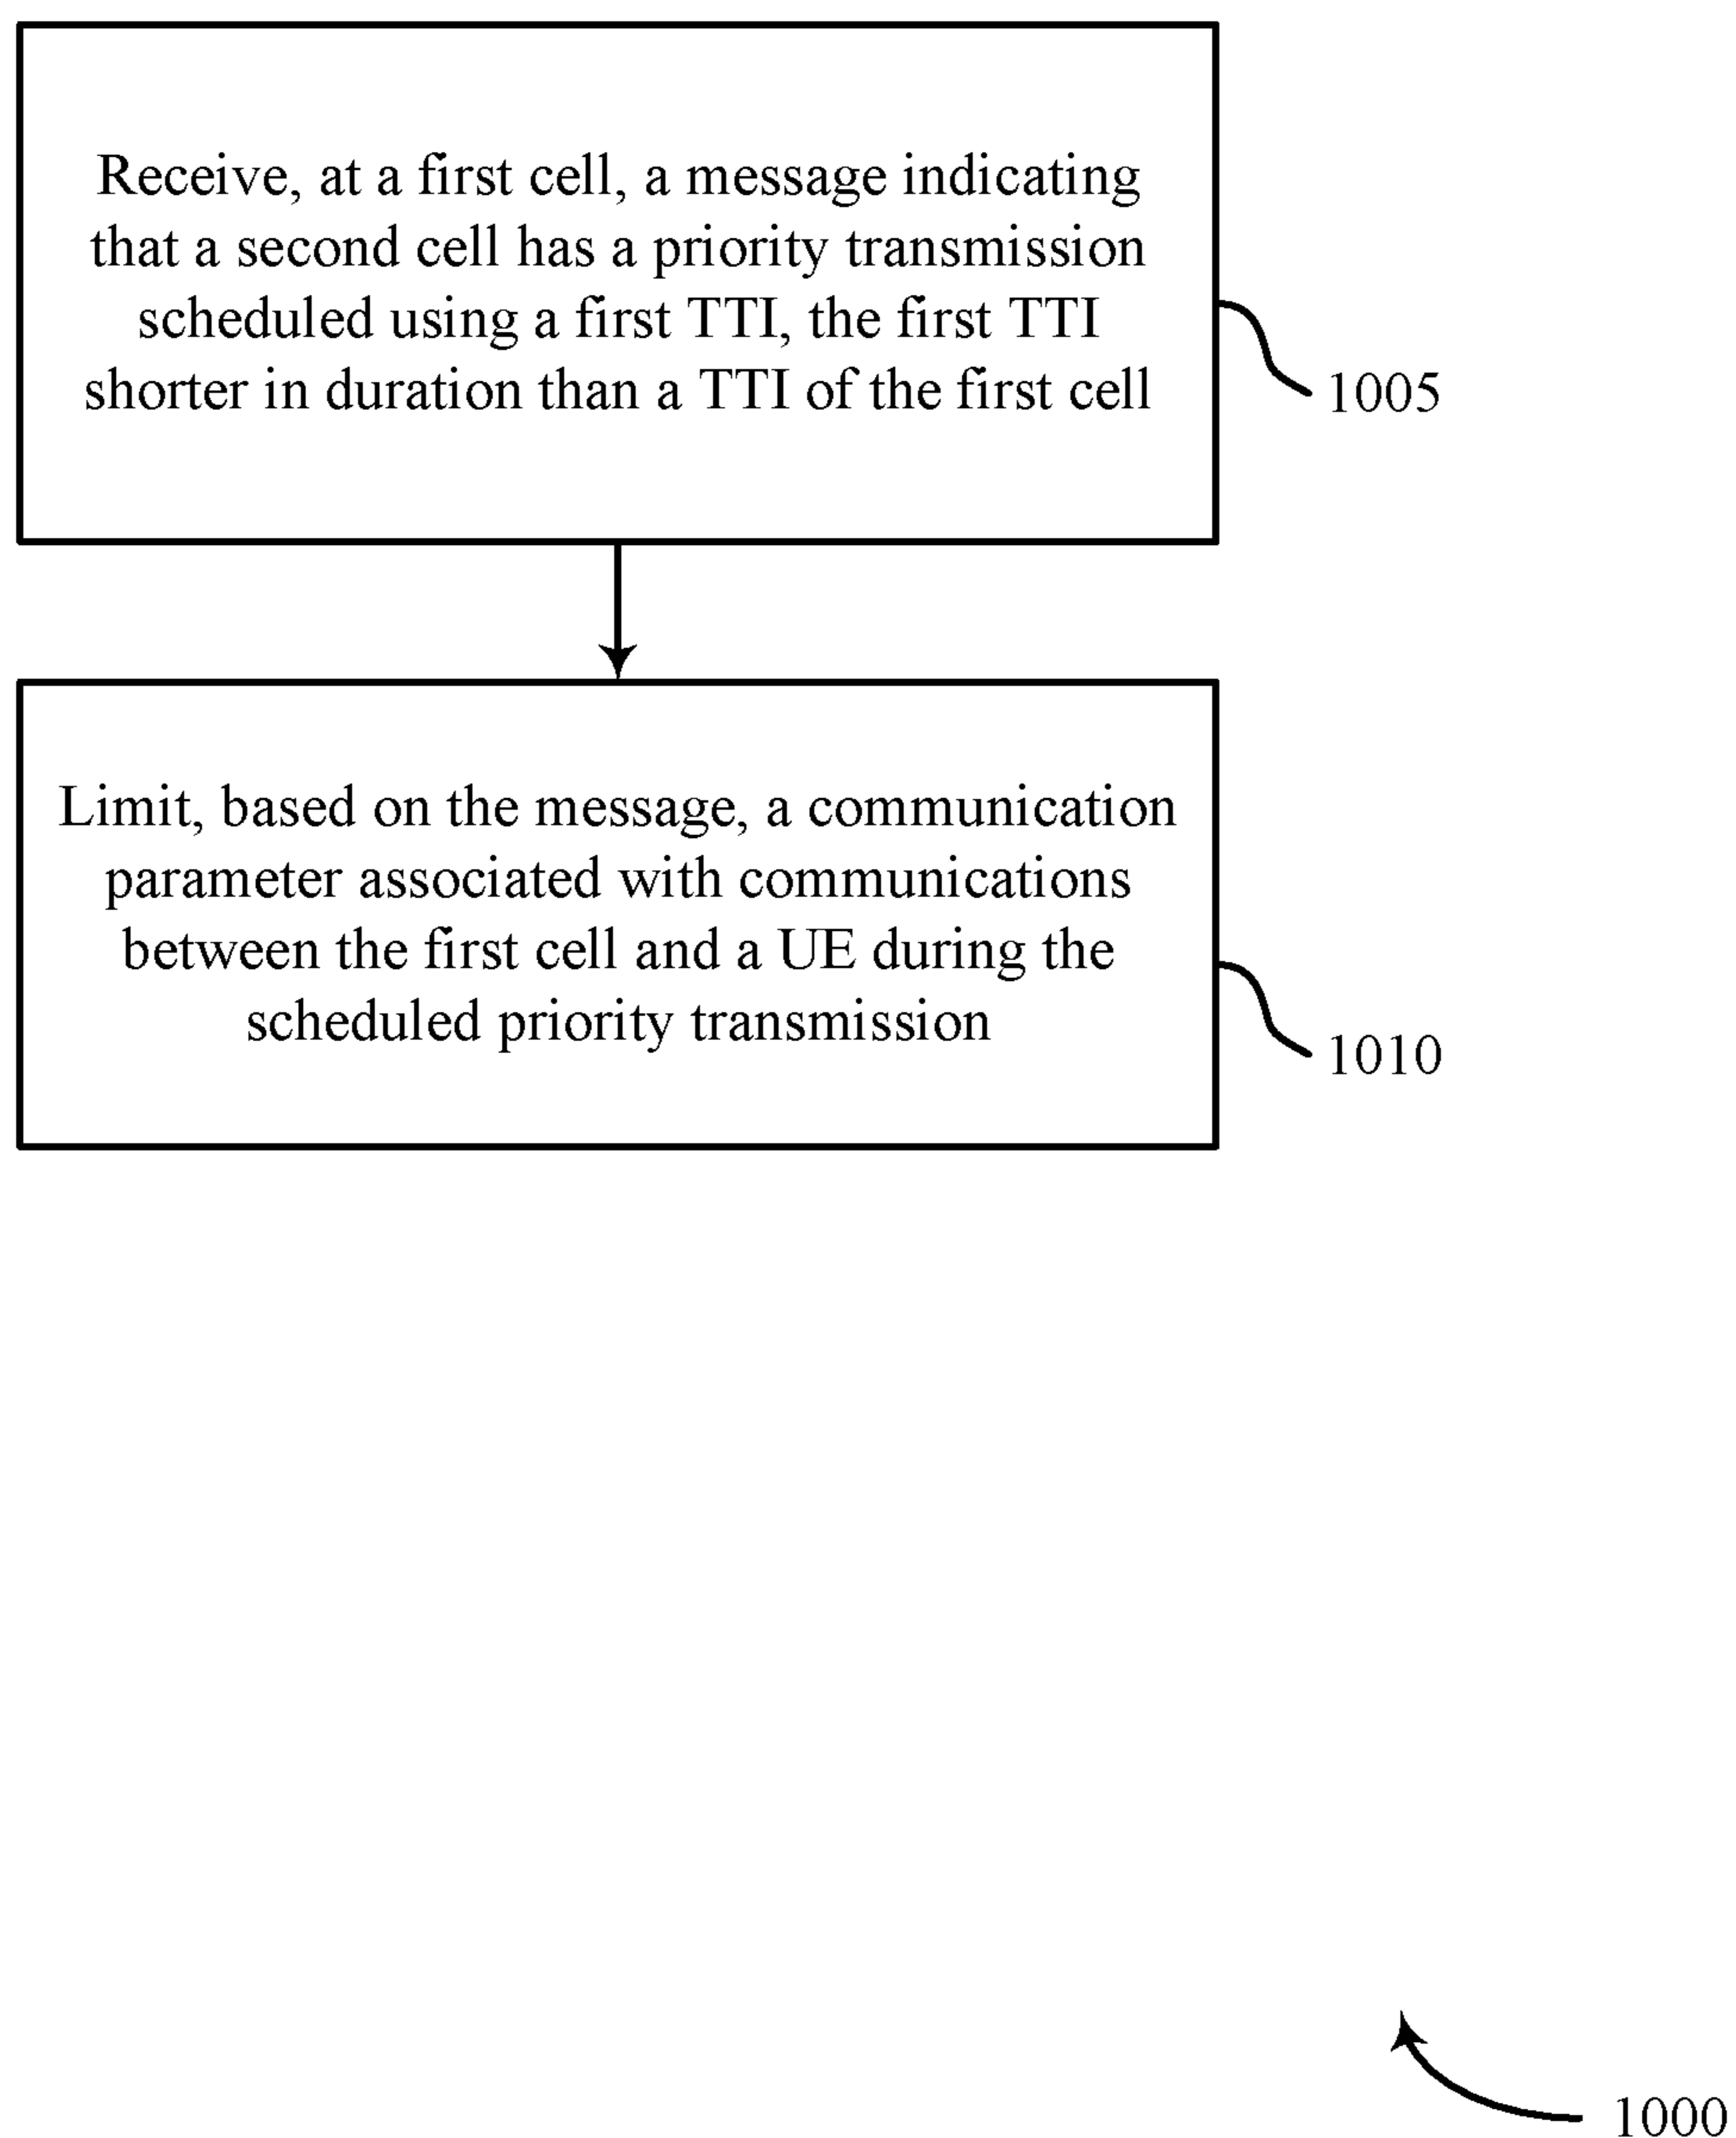 Receive, at a first cell, a message indicating
that a second cell has a priority transmission
scheduled using a first TTI, the first TTI
shorter in duration than a TTI of the first cell
1005
Limit, based on the message, a communication
parameter associated with communications
between the first cell and a UE during the
scheduled priority transmission
1010
1000